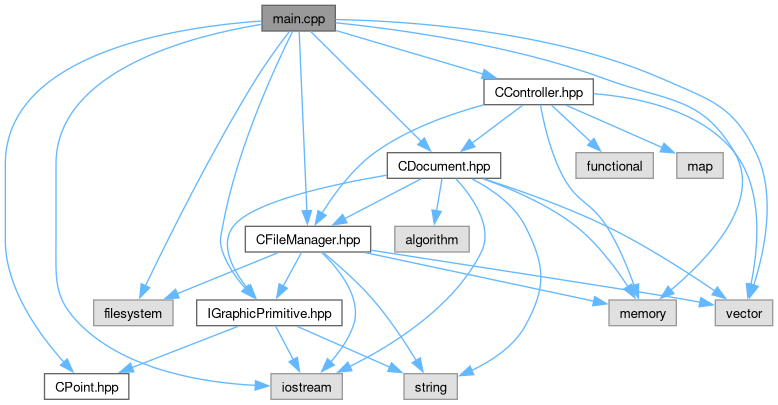 main.cpp
CController.hpp
CDocument.hpp
functional
map
CFileManager.hpp
algorithm
filesystem
IGraphicPrimitive.hpp
memory
vector
CPoint.hpp
iostream
string